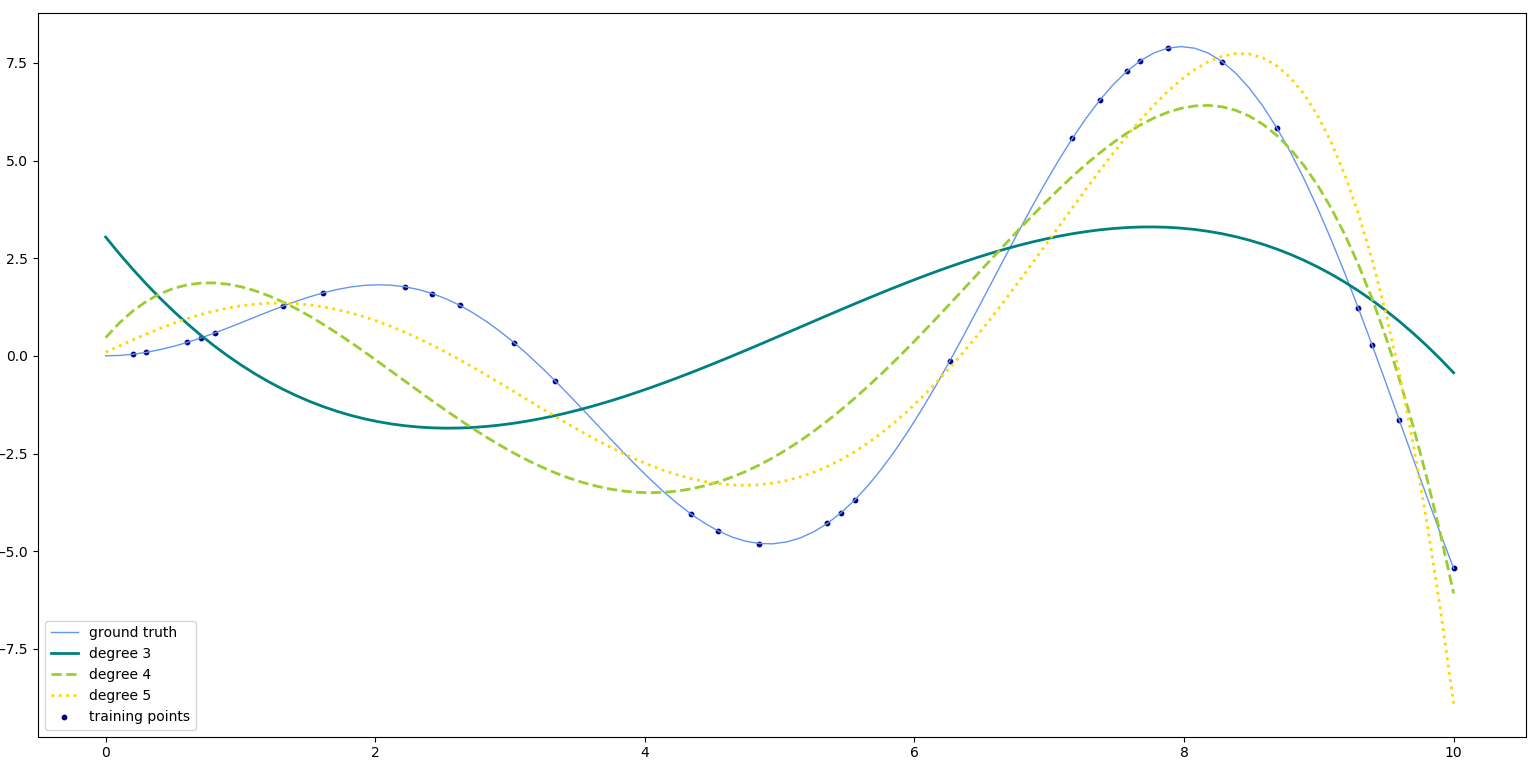 7.5
5.0
2.5
0.0
−2.5
−5.0
−7.5
ground truth
degree 3
degree 4
degree 5
training points
0 2 4 6 8 10